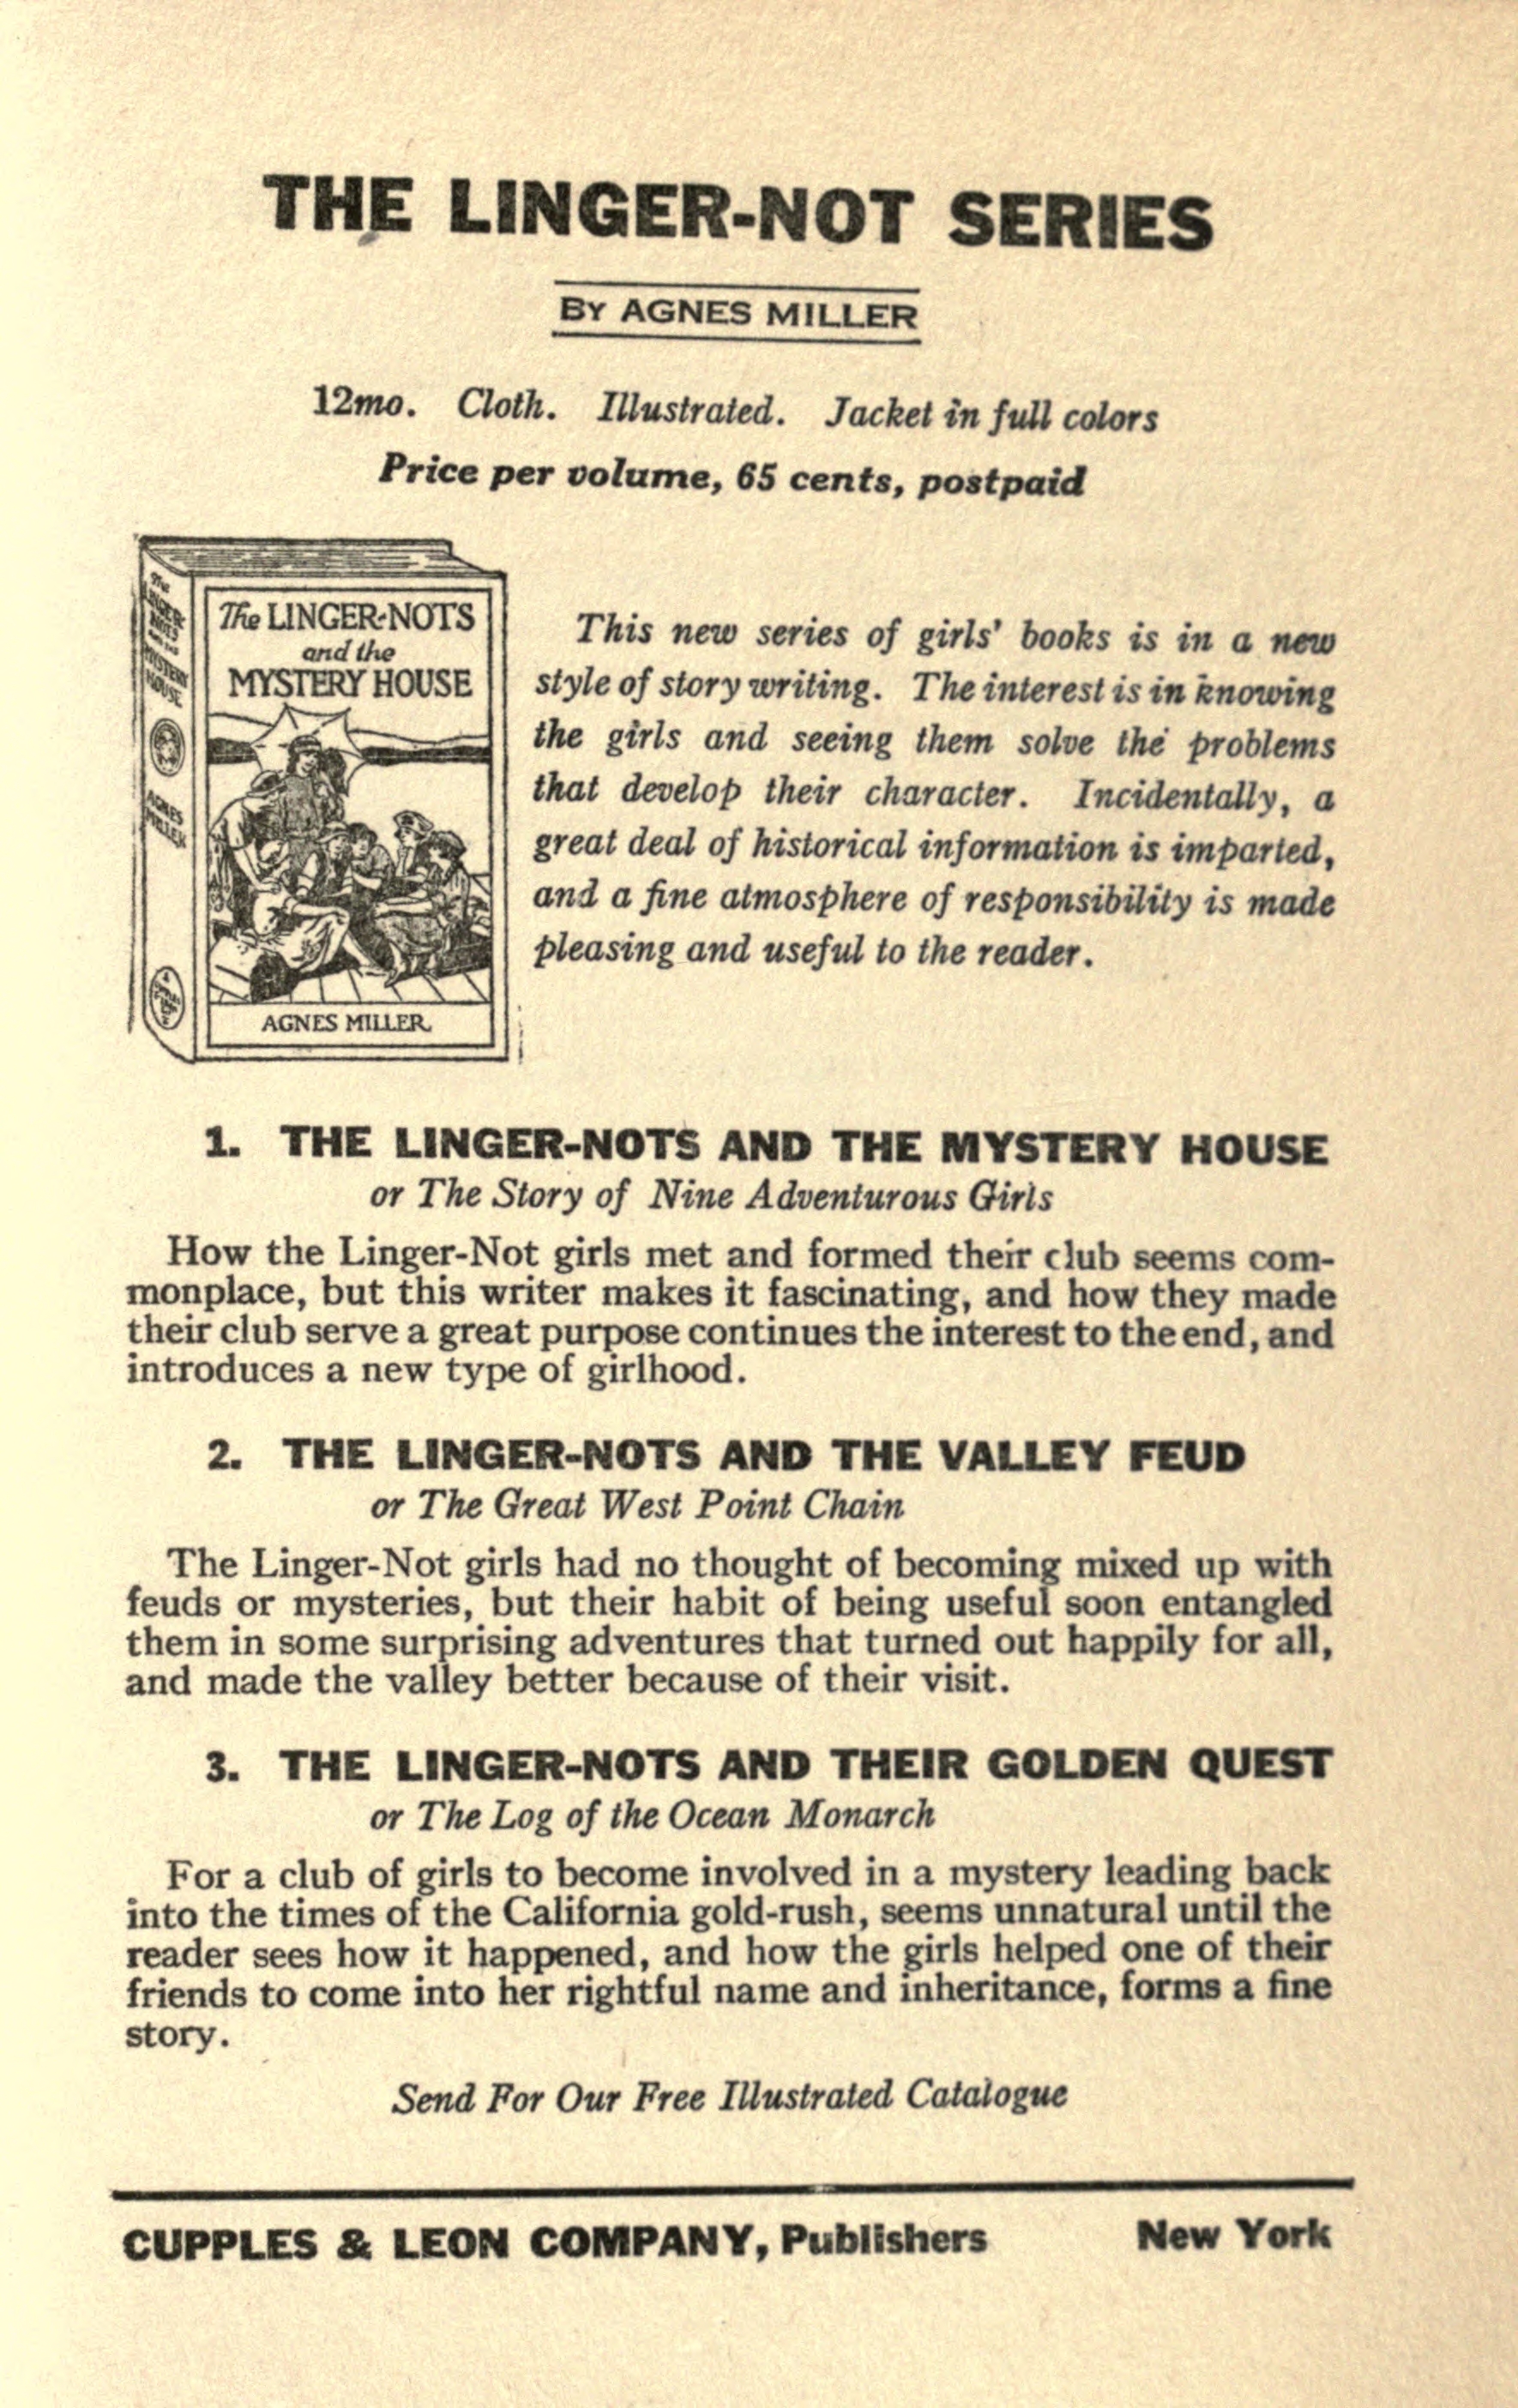 THE LINGER-NOT SERIES
BY AGNES MILLER
12mo. Cloth. Illustrated. Jacket in full colors
Price per volume, 65 cents, postpaid
The LINGER-NOTS
and the
MYSTERY HOUSE
AGNES MILLER
The
LINGER
NOTS
MYSTERY
HOUSE
AGNES
MILLER
This new series of girls' books is in a new
style of story writing. The interest is in knowing
the girls and seeing them solve the problems
that develop their character. Incidentally, a
great deal of historical information is imparted,
and a fine atmosphere of responsibility is made
pleasing and useful to the reader.
1. THE LINGER-NOTS AND THE MYSTERY HOUSE
or The Story of Nine Adventurous Girls
How the Linger-Not girls met and formed their club seems com-
monplace, but this writer makes it fascinating, and how they made
their club serve a great purpose continues the interest to the end, and
introduces a new type of girlhood.
2. THE LINGER-NOTS AND THE VALLEY FEUD
or The Great West Point Chain
The Linger-Not girls had no thought of becoming mixed up with
feuds or mysteries, but their habit of being useful soon entangled
them in some surprising adventures that turned out happily for all,
and made the valley better because of their visit.
3. THE LINGER-NOTS AND THEIR GOLDEN QUEST
or The Log of the Ocean Monarch
For a club of girls to become involved in a mystery leading back
into the times of the California gold-rush, seems unnatural until the
reader sees how it happened, and how the girls helped one of their
friends to come into her rightful name and inheritance, forms a fine
story.
Send For Our Free Illustrated Catalogue
CUPPLES & LEON COMPANY, Publishers New York